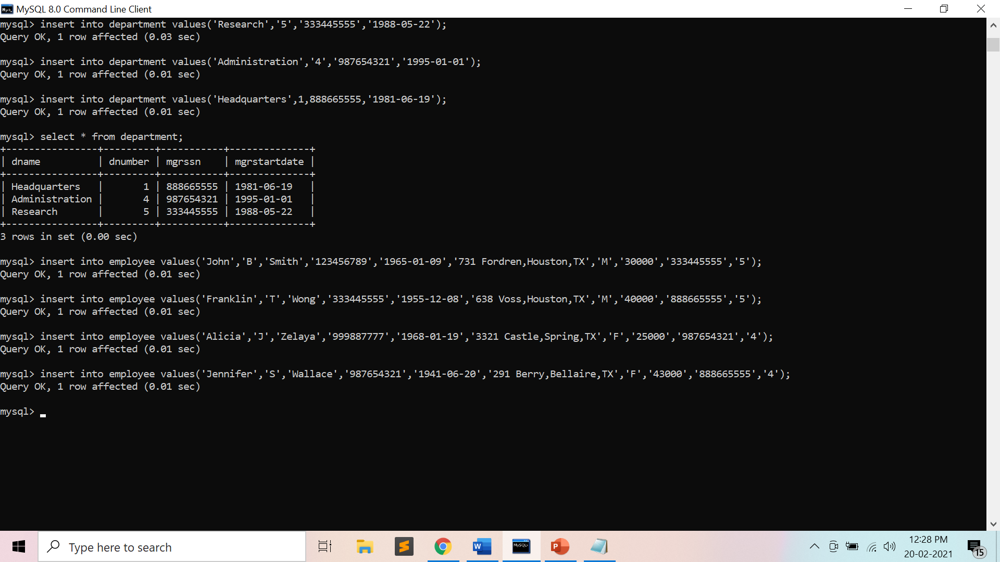 MySQL 8.0 Command Line Client
mysql> insert into department values('Research','5','333445555','1988-05-22');
Query OK, 1 row affected (0.03 sec)
mysql> insert into department values('Administration','4','987654321','1995-01-01');
Query OK, 1 row affected (0.01 sec)
mysql> insert into department values('Headquarters',1,888665555,'1981-06-19');
Query OK, 1 row affected (0.01 sec)
mysql> select * from department;
+----------------+---------+-----------+--------------+
| dname          | dnumber | mgrssn    | mgrstartdate |
+----------------+---------+-----------+--------------+
| Headquarters   |       1 | 888665555 | 1981-06-19   |
| Administration |       4 | 987654321 | 1995-01-01   |
| Research       |       5 | 333445555 | 1988-05-22   |
+----------------+---------+-----------+--------------+
3 rows in set (0.00 sec)
mysql> insert into employee values('John','B','Smith','123456789','1965-01-09','731 Fordren,Houston,TX','M','30000','333445555','5');
Query OK, 1 row affected (0.01 sec)
mysql> insert into employee values('Franklin','T','Wong','333445555','1955-12-08','638 Voss,Houston,TX','M','40000','888665555','5');
Query OK, 1 row affected (0.01 sec)
mysql> insert into employee values('Alicia','J','Zelaya','999887777','1968-01-19','3321 Castle,Spring,TX','F','25000','987654321','4');
Query OK, 1 row affected (0.01 sec)
mysql> insert into employee values('Jennifer','S','Wallace','987654321','1941-06-20','291 Berry,Bellaire,TX','F','43000','888665555','4');
Query OK, 1 row affected (0.01 sec)
mysql>
Type here to search
W
MySQL>
P
12:28 PM
20-02-2021
15